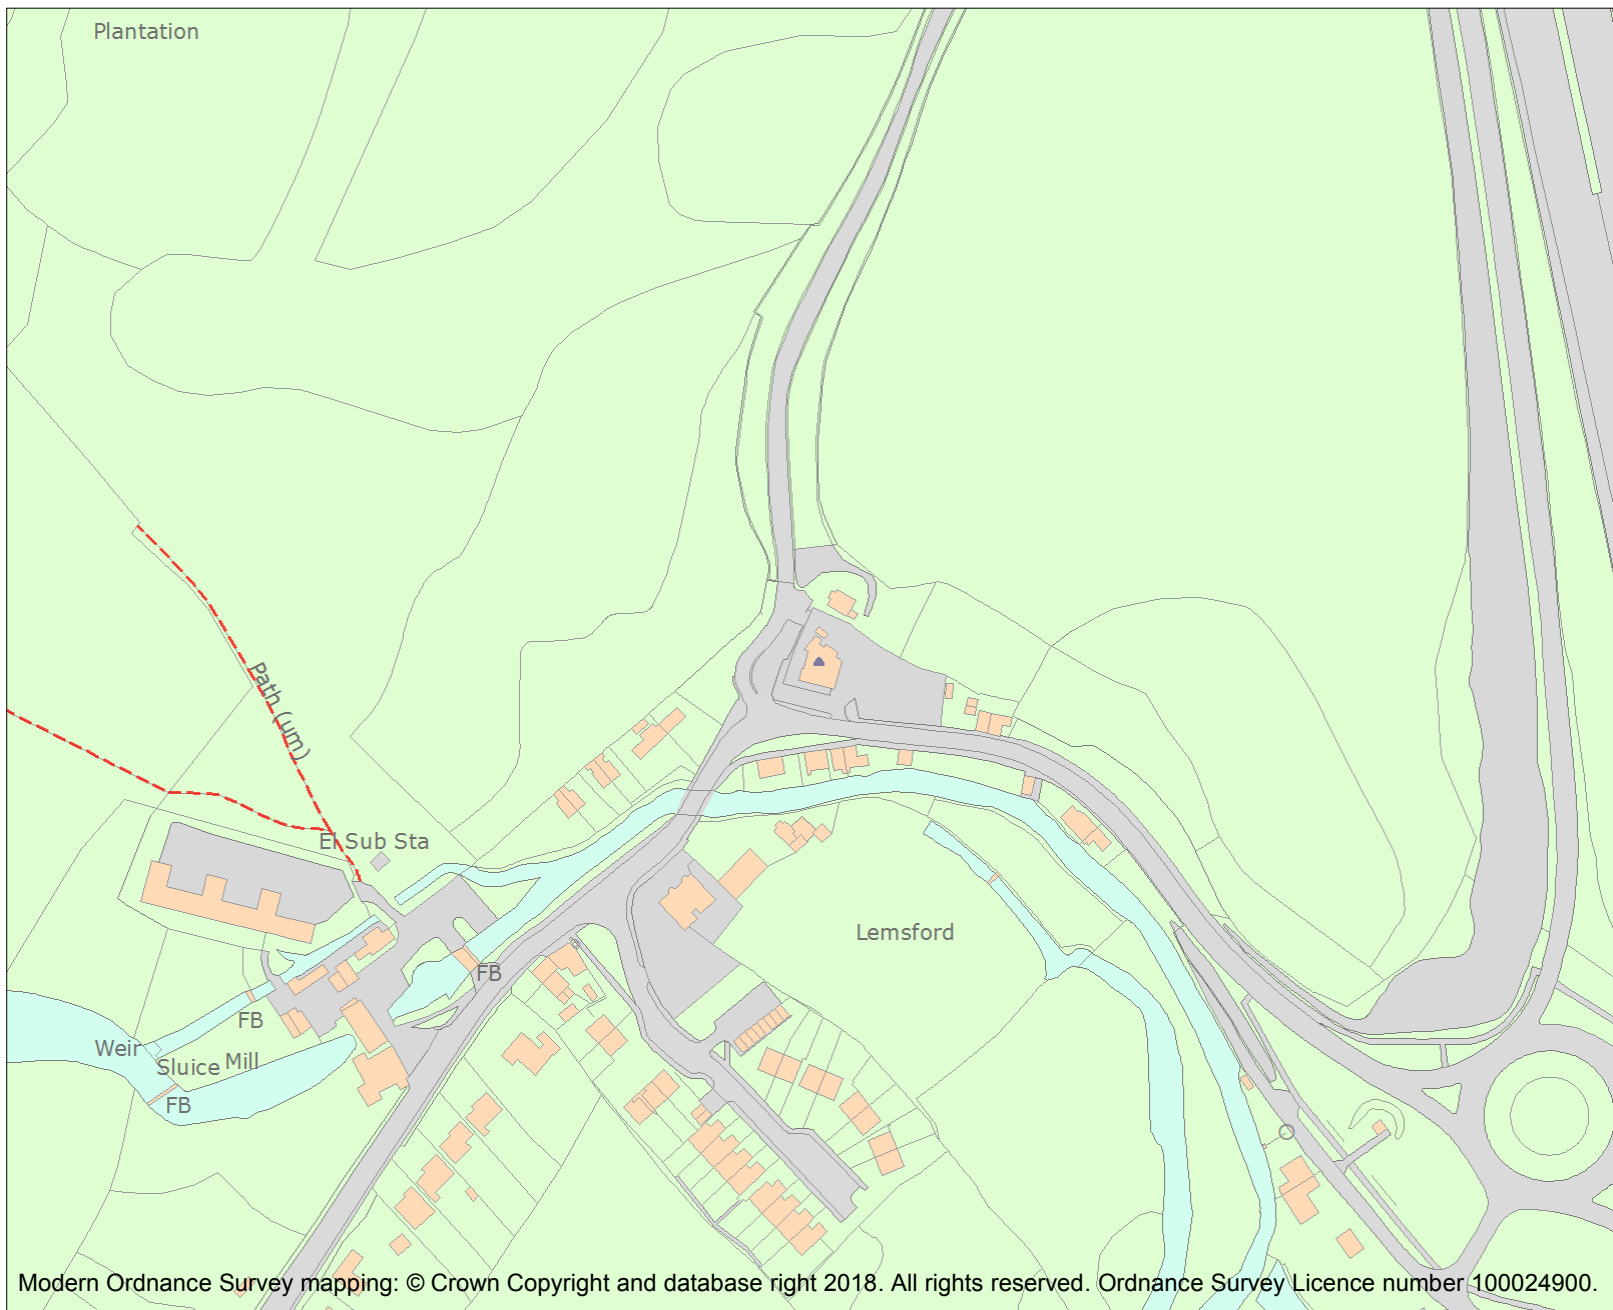 Plantation
Path (um)
El Sub Sta
Lemsford
FB
FB
Weir
Sluice
Mill
FB
Modern Ordnance Survey mapping: © Crown Copyright and database right 2018. All rights reserved. Ordnance Survey Licence number 100024900.